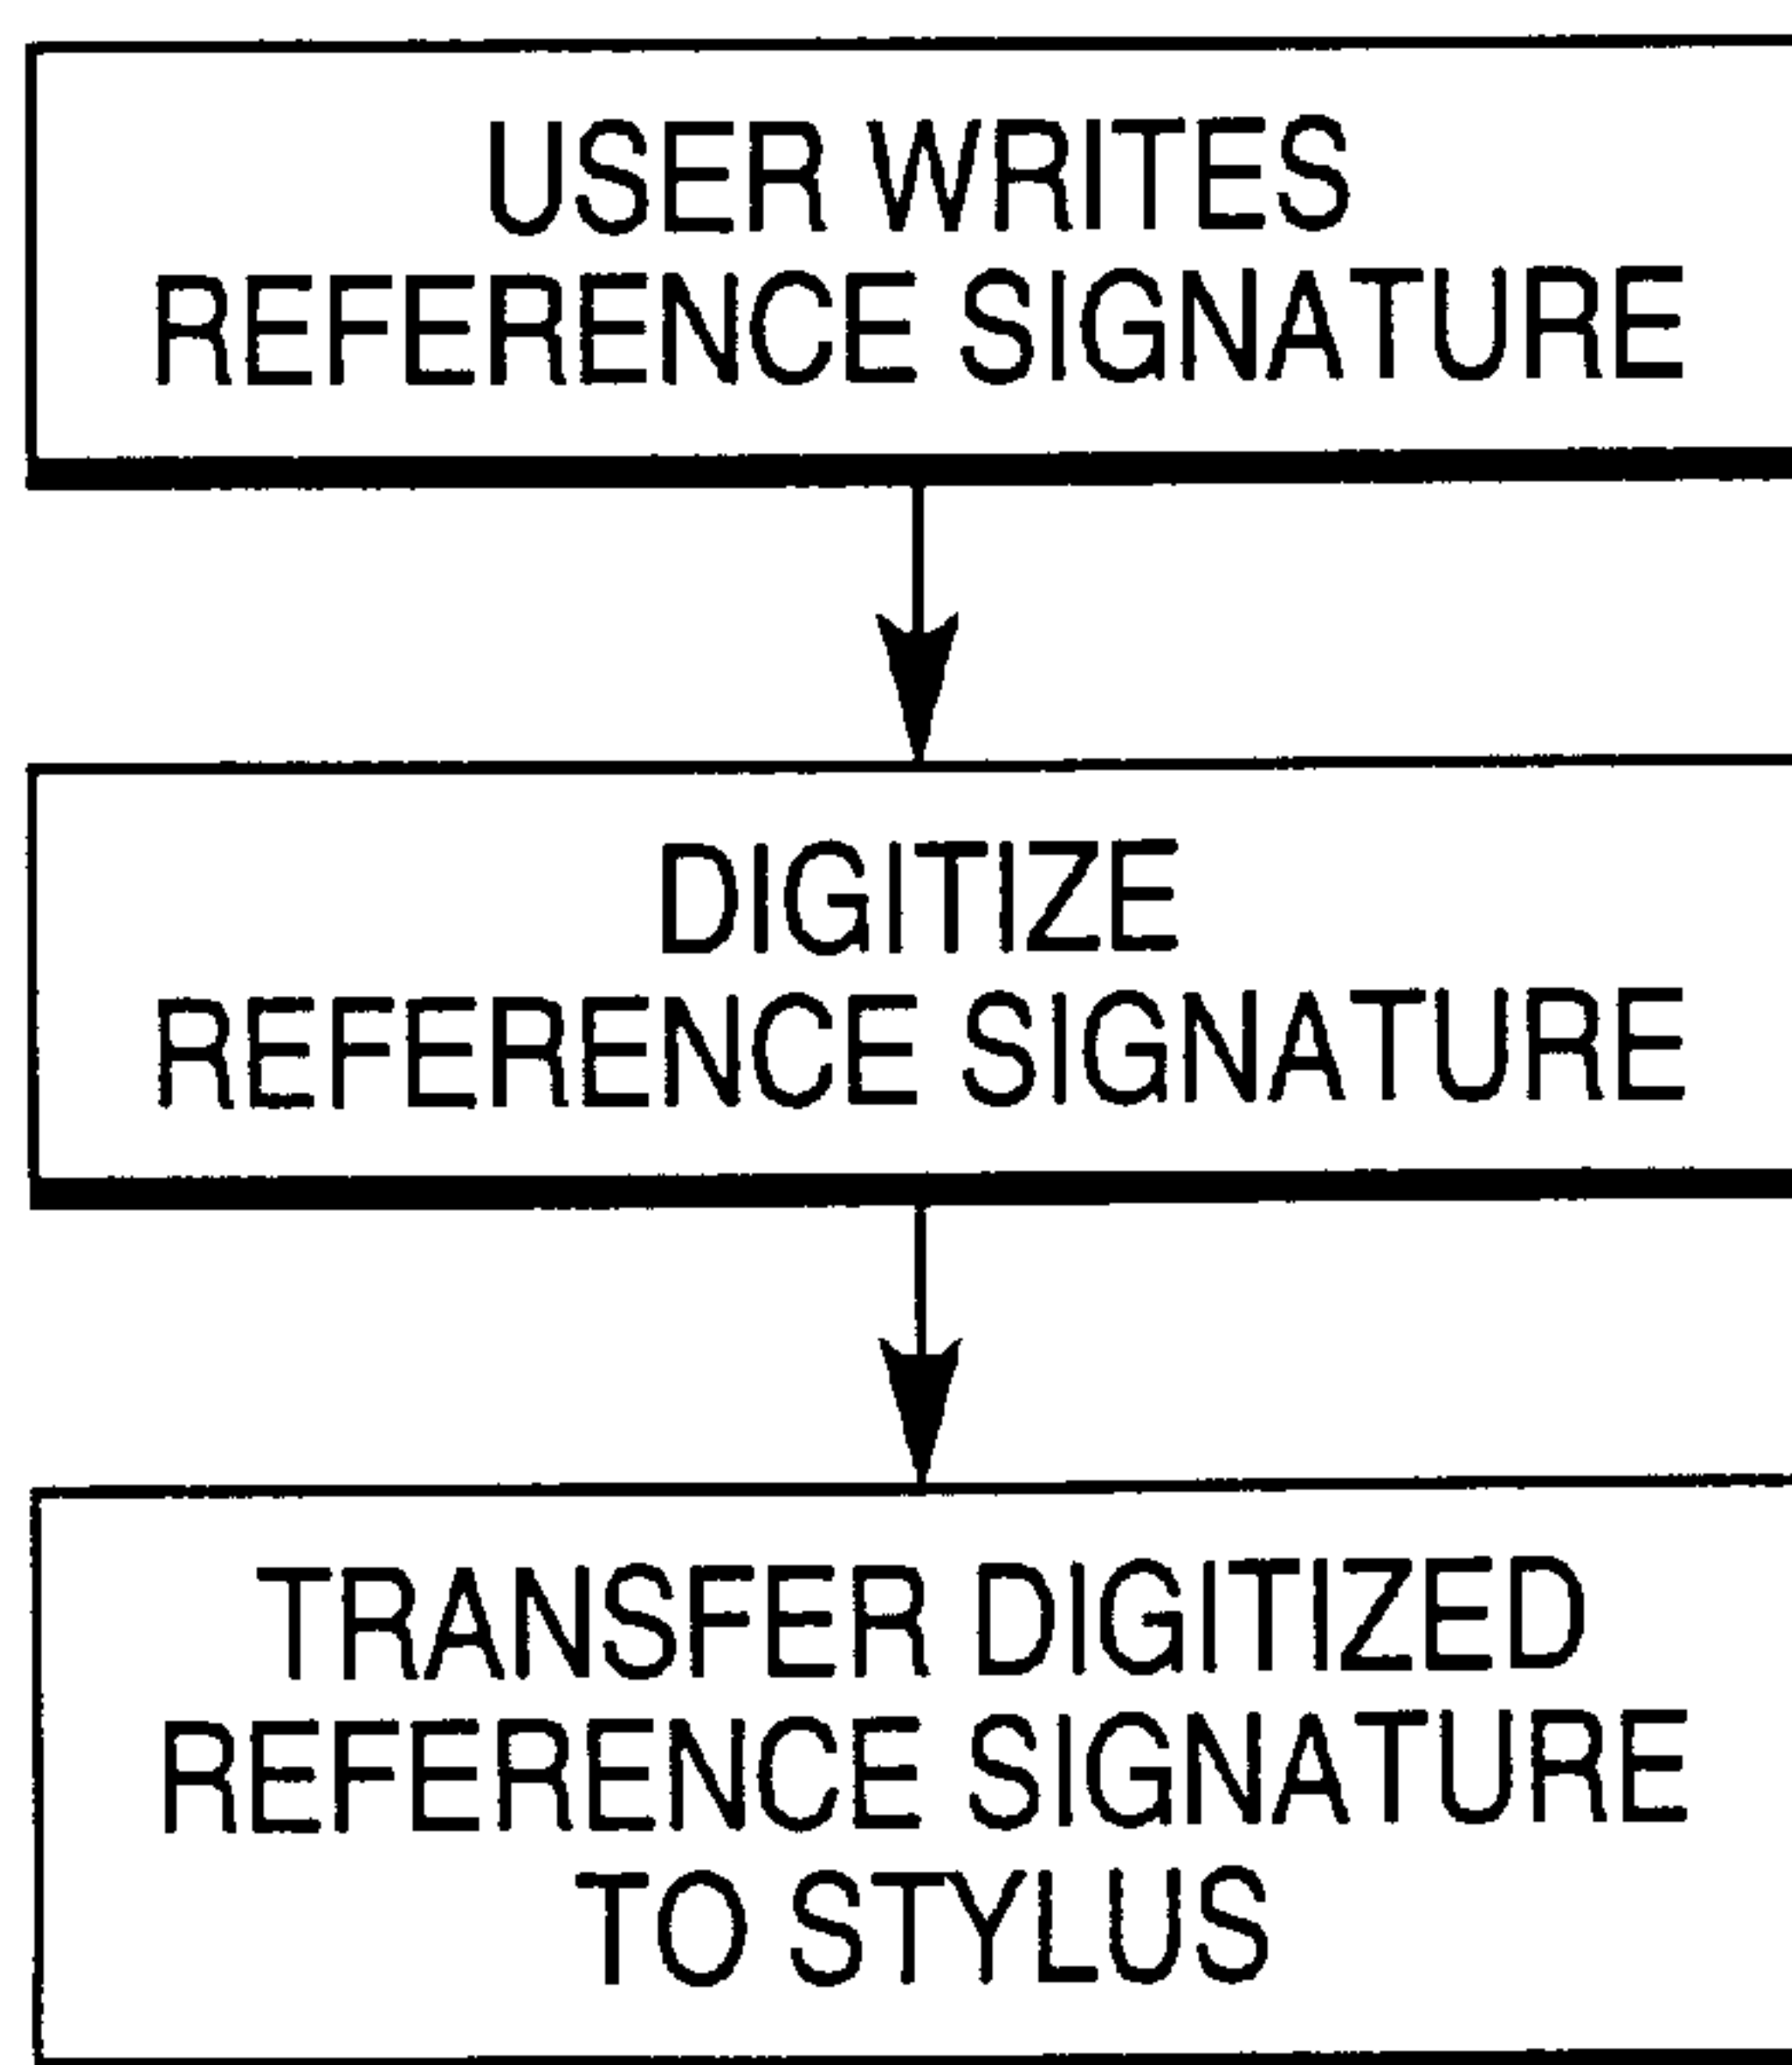 USER WRITES
REFERENCE SIGNATURE
DIGITIZE
REFERENCE SIGNATURE
TRANSFER DIGITIZED
REFERENCE SIGNATURE
TO STYLUS